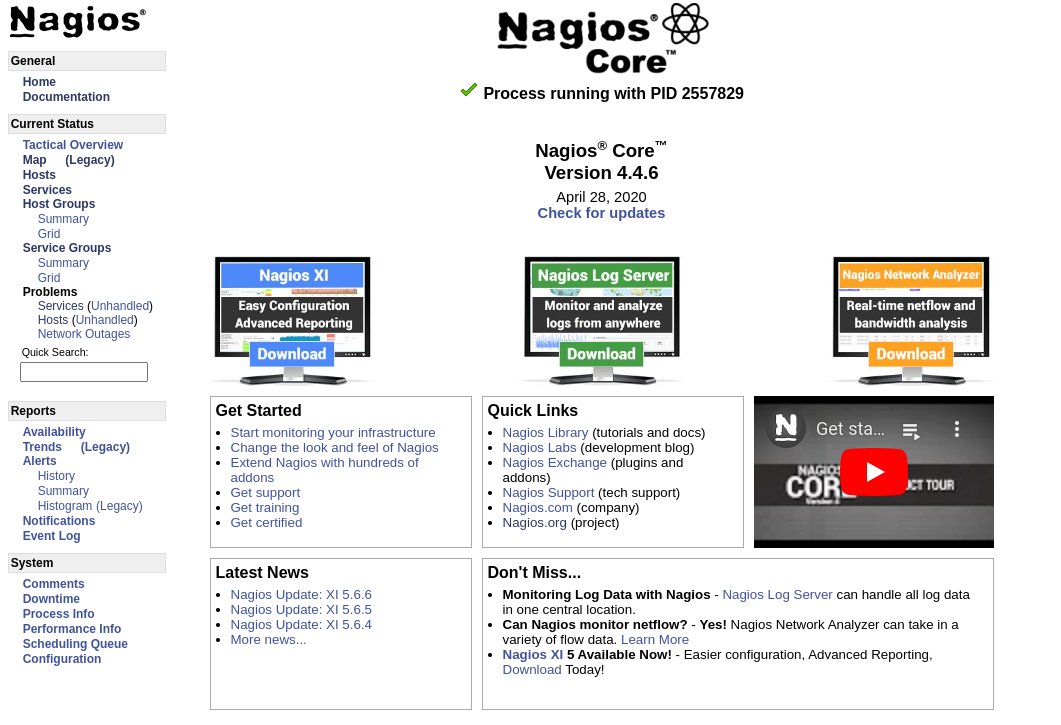 Nagios®
General
Home
Documentation
Current Status
Tactical Overview
Map (Legacy)
Hosts
Services
Host Groups
Summary
Grid
Service Groups
Summary
Grid
Problems
Services (Unhandled)
Hosts (Unhandled)
Network Outages
Quick Search:
Reports
Availability
Trends (Legacy)
Alerts
History
Summary
Histogram (Legacy)
Notifications
Event Log
System
Comments
Downtime
Process Info
Performance Info
Scheduling Queue
Configuration
Nagios®
Core™
Process running with PID 2557829
Nagios® Core™
Version 4.4.6
April 28, 2020
Check for updates
Nagios XI
Easy Configuration
Advanced Reporting
Download
Nagios Log Server
Monitor and analyze
logs from anywhere
Download
Nagios Network Analyzer
Real-time netflow and
bandwidth analysis
Download
Get Started
Start monitoring your infrastructure
Change the look and feel of Nagios
Extend Nagios with hundreds of
addons
Get support
Get training
Get certified
Quick Links
Nagios Library (tutorials and docs)
Nagios Labs (development blog)
Nagios Exchange (plugins and
addons)
Nagios Support (tech support)
Nagios.com (company)
Nagios.org (project)
N
Get sta...
NAGIOS
CORE
UCT TOUR
Latest News
Nagios Update: XI 5.6.6
Nagios Update: XI 5.6.5
Nagios Update: XI 5.6.4
More news...
Don't Miss...
Monitoring Log Data with Nagios - Nagios Log Server can handle all log data
in one central location.
Can Nagios monitor netflow? - Yes! Nagios Network Analyzer can take in a
variety of flow data. Learn More
Nagios XI 5 Available Now! - Easier configuration, Advanced Reporting,
Download Today!